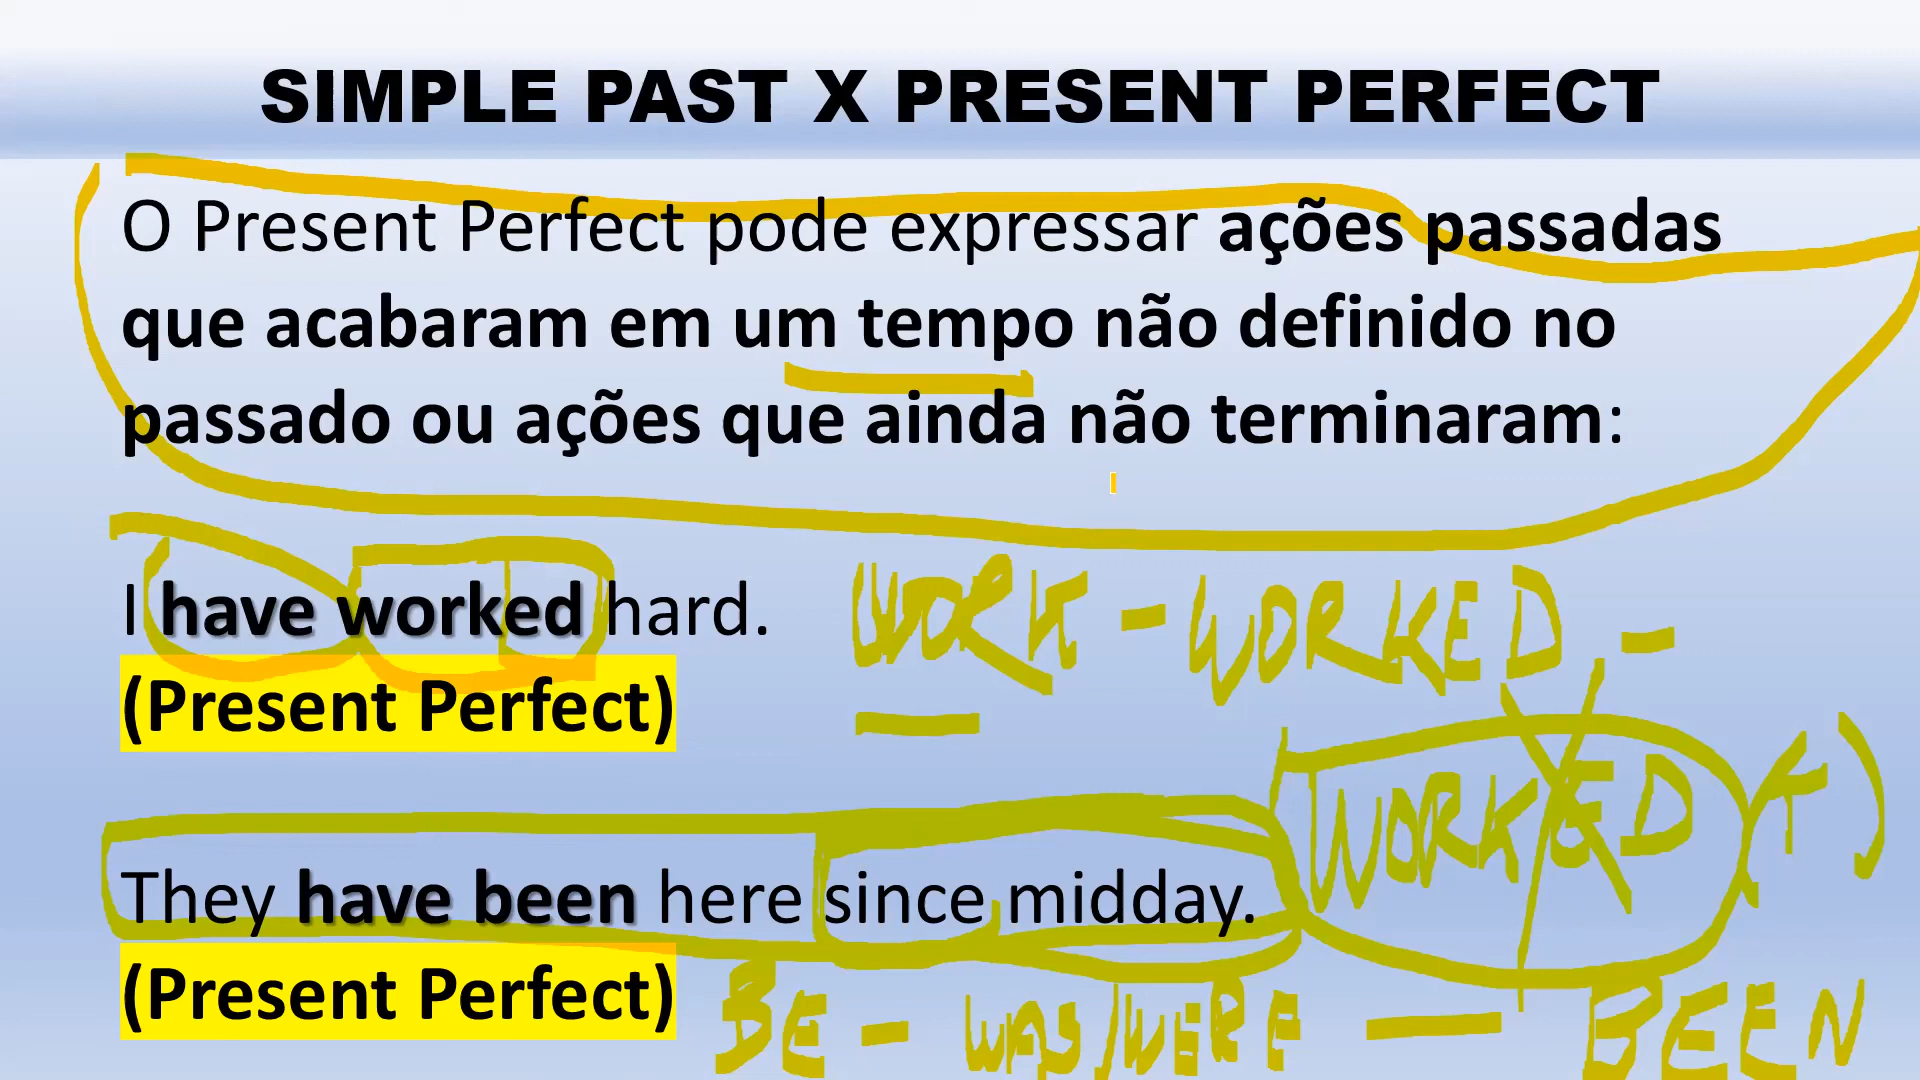 SIMPLE PAST X PRESENT PERFECT
O Present Perfect pode expressar ações passadas
que acabaram em um tempo não definido no
passado ou ações que ainda não terminaram:
I have worked hard.
WORK - WORKED -
(Present Perfect)
WORKED (+)
They have been here since midday.
(Present Perfect)
BE - WAS/WERE - BEEN